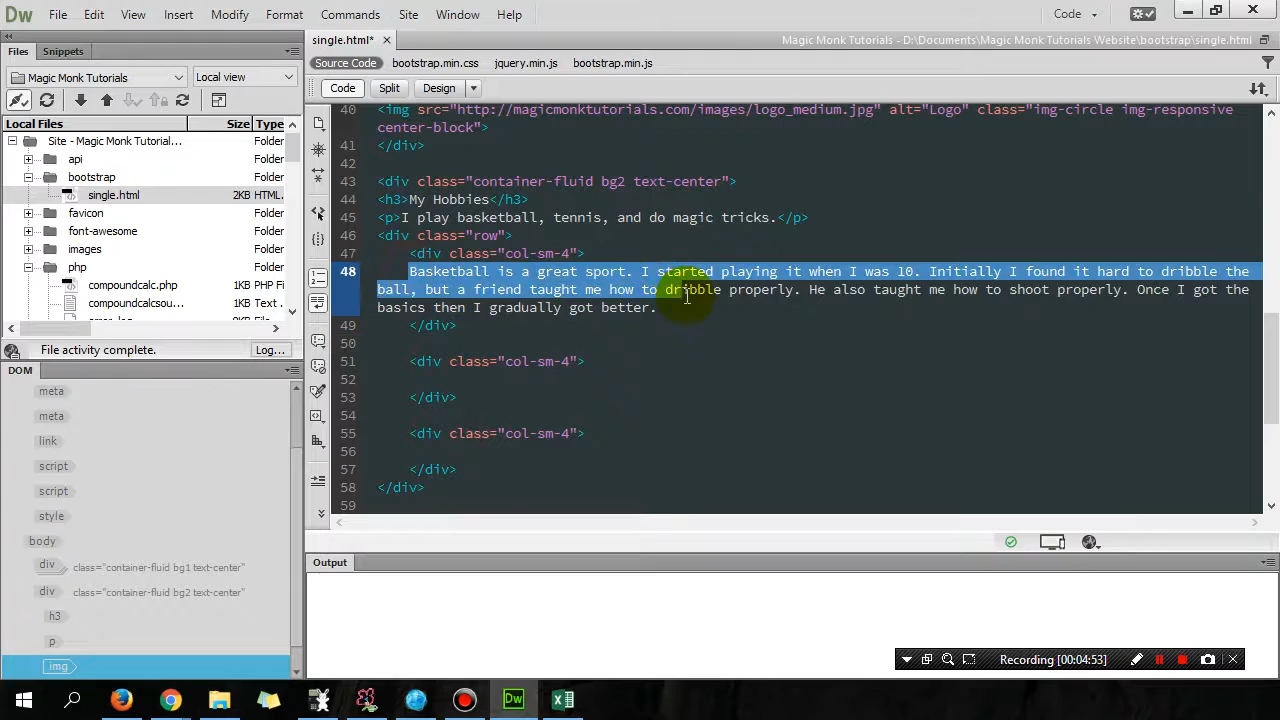 Dw File Edit View Insert Modify Format Commands Site Window Help Code
Files Snippets
single.html* Magic Monk Tutorials - D:\Documents\Magic Monk Tutorials Website\bootstrap\single.html
Source Code bootstrap.min.css jquery.min.js bootstrap.min.js
Magic Monk Tutorials Local view
Code Split Design
Local Files Size Type
Site - Magic Monk Tutorial... Folder
api Folder
bootstrap Folder
single.html 2KB HTML.
favicon Folder
font-awesome Folder
images Folder
php Folder
compoundcalc.php 2KB PHP F
compoundcalcsou... 2KB Text .
File activity complete. Log...
DOM
meta
meta
link
script
script
style
body
div class="container-fluid bg1 text-center"
div class="container-fluid bg2 text-center"
h3
p
img
40 <img src="http://magicmonktutorials.com/images/logo_medium.jpg" alt="Logo" class="img-circle img-responsive
center-block">
41 </div>
42
43 <div class="container-fluid bg2 text-center">
44 <h3>My Hobbies</h3>
45 <p>I play basketball, tennis, and do magic tricks.</p>
46 <div class="row">
47 <div class="col-sm-4">
48 Basketball is a great sport. I started playing it when I was 10. Initially I found it hard to dribble the
ball, but a friend taught me how to dribble properly. He also taught me how to shoot properly. Once I got the
basics then I gradually got better.
49 </div>
50
51 <div class="col-sm-4">
52
53 </div>
54
55 <div class="col-sm-4">
56
57 </div>
58 </div>
59
Output
Recording [00:04:53]
Dw